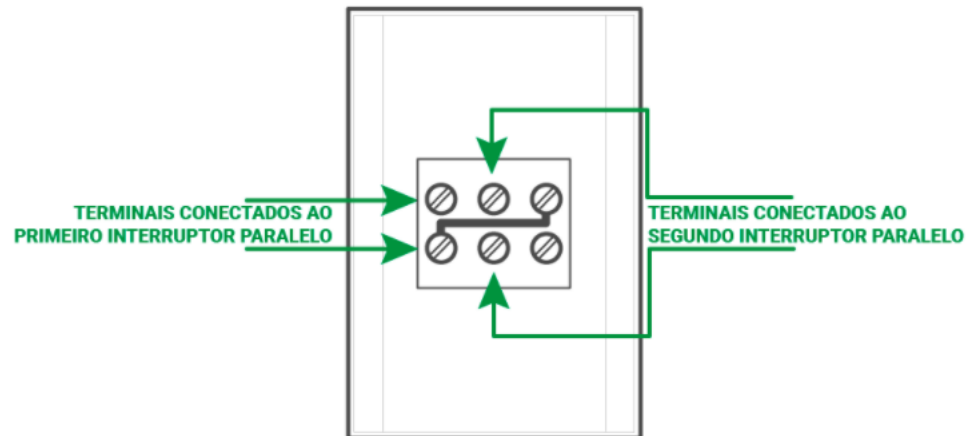 TERMINAIS CONECTADOS AO
PRIMEIRO INTERRUPTOR PARALELO
TERMINAIS CONECTADOS AO
SEGUNDO INTERRUPTOR PARALELO